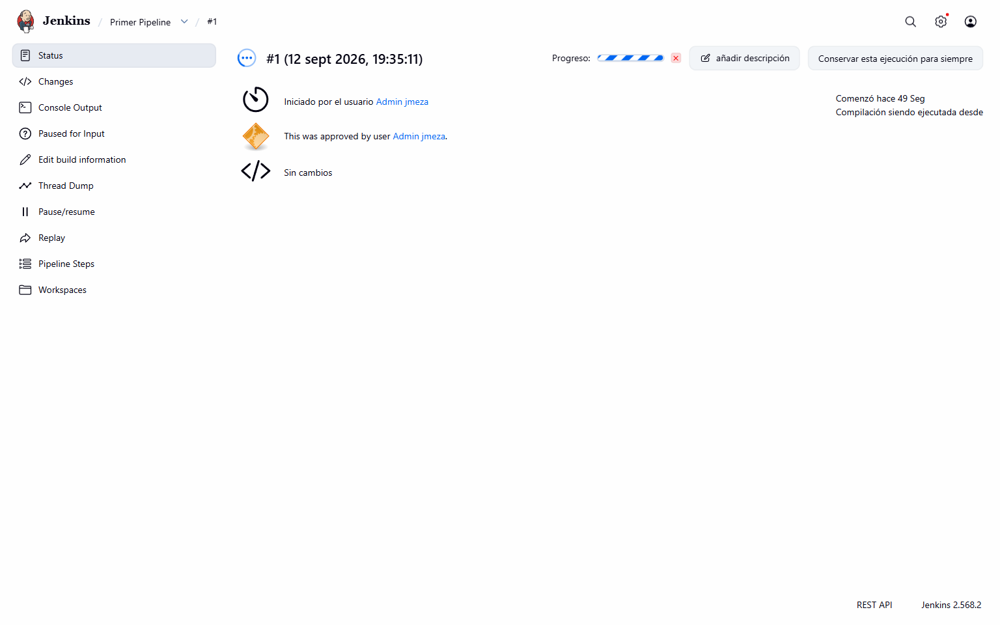 Jenkins / Primer Pipeline / #1
Status
Changes
Console Output
Paused for Input
Edit build information
Thread Dump
Pause/resume
Replay
Pipeline Steps
Workspaces
#1 (12 sept 2026, 19:35:11)
Progreso:
añadir descripción
Conservar esta ejecución para siempre
Iniciado por el usuario Admin jmeza
This was approved by user Admin jmeza.
Sin cambios
Comenzó hace 49 Seg
Compilación siendo ejecutada desde
REST API
Jenkins 2.568.2